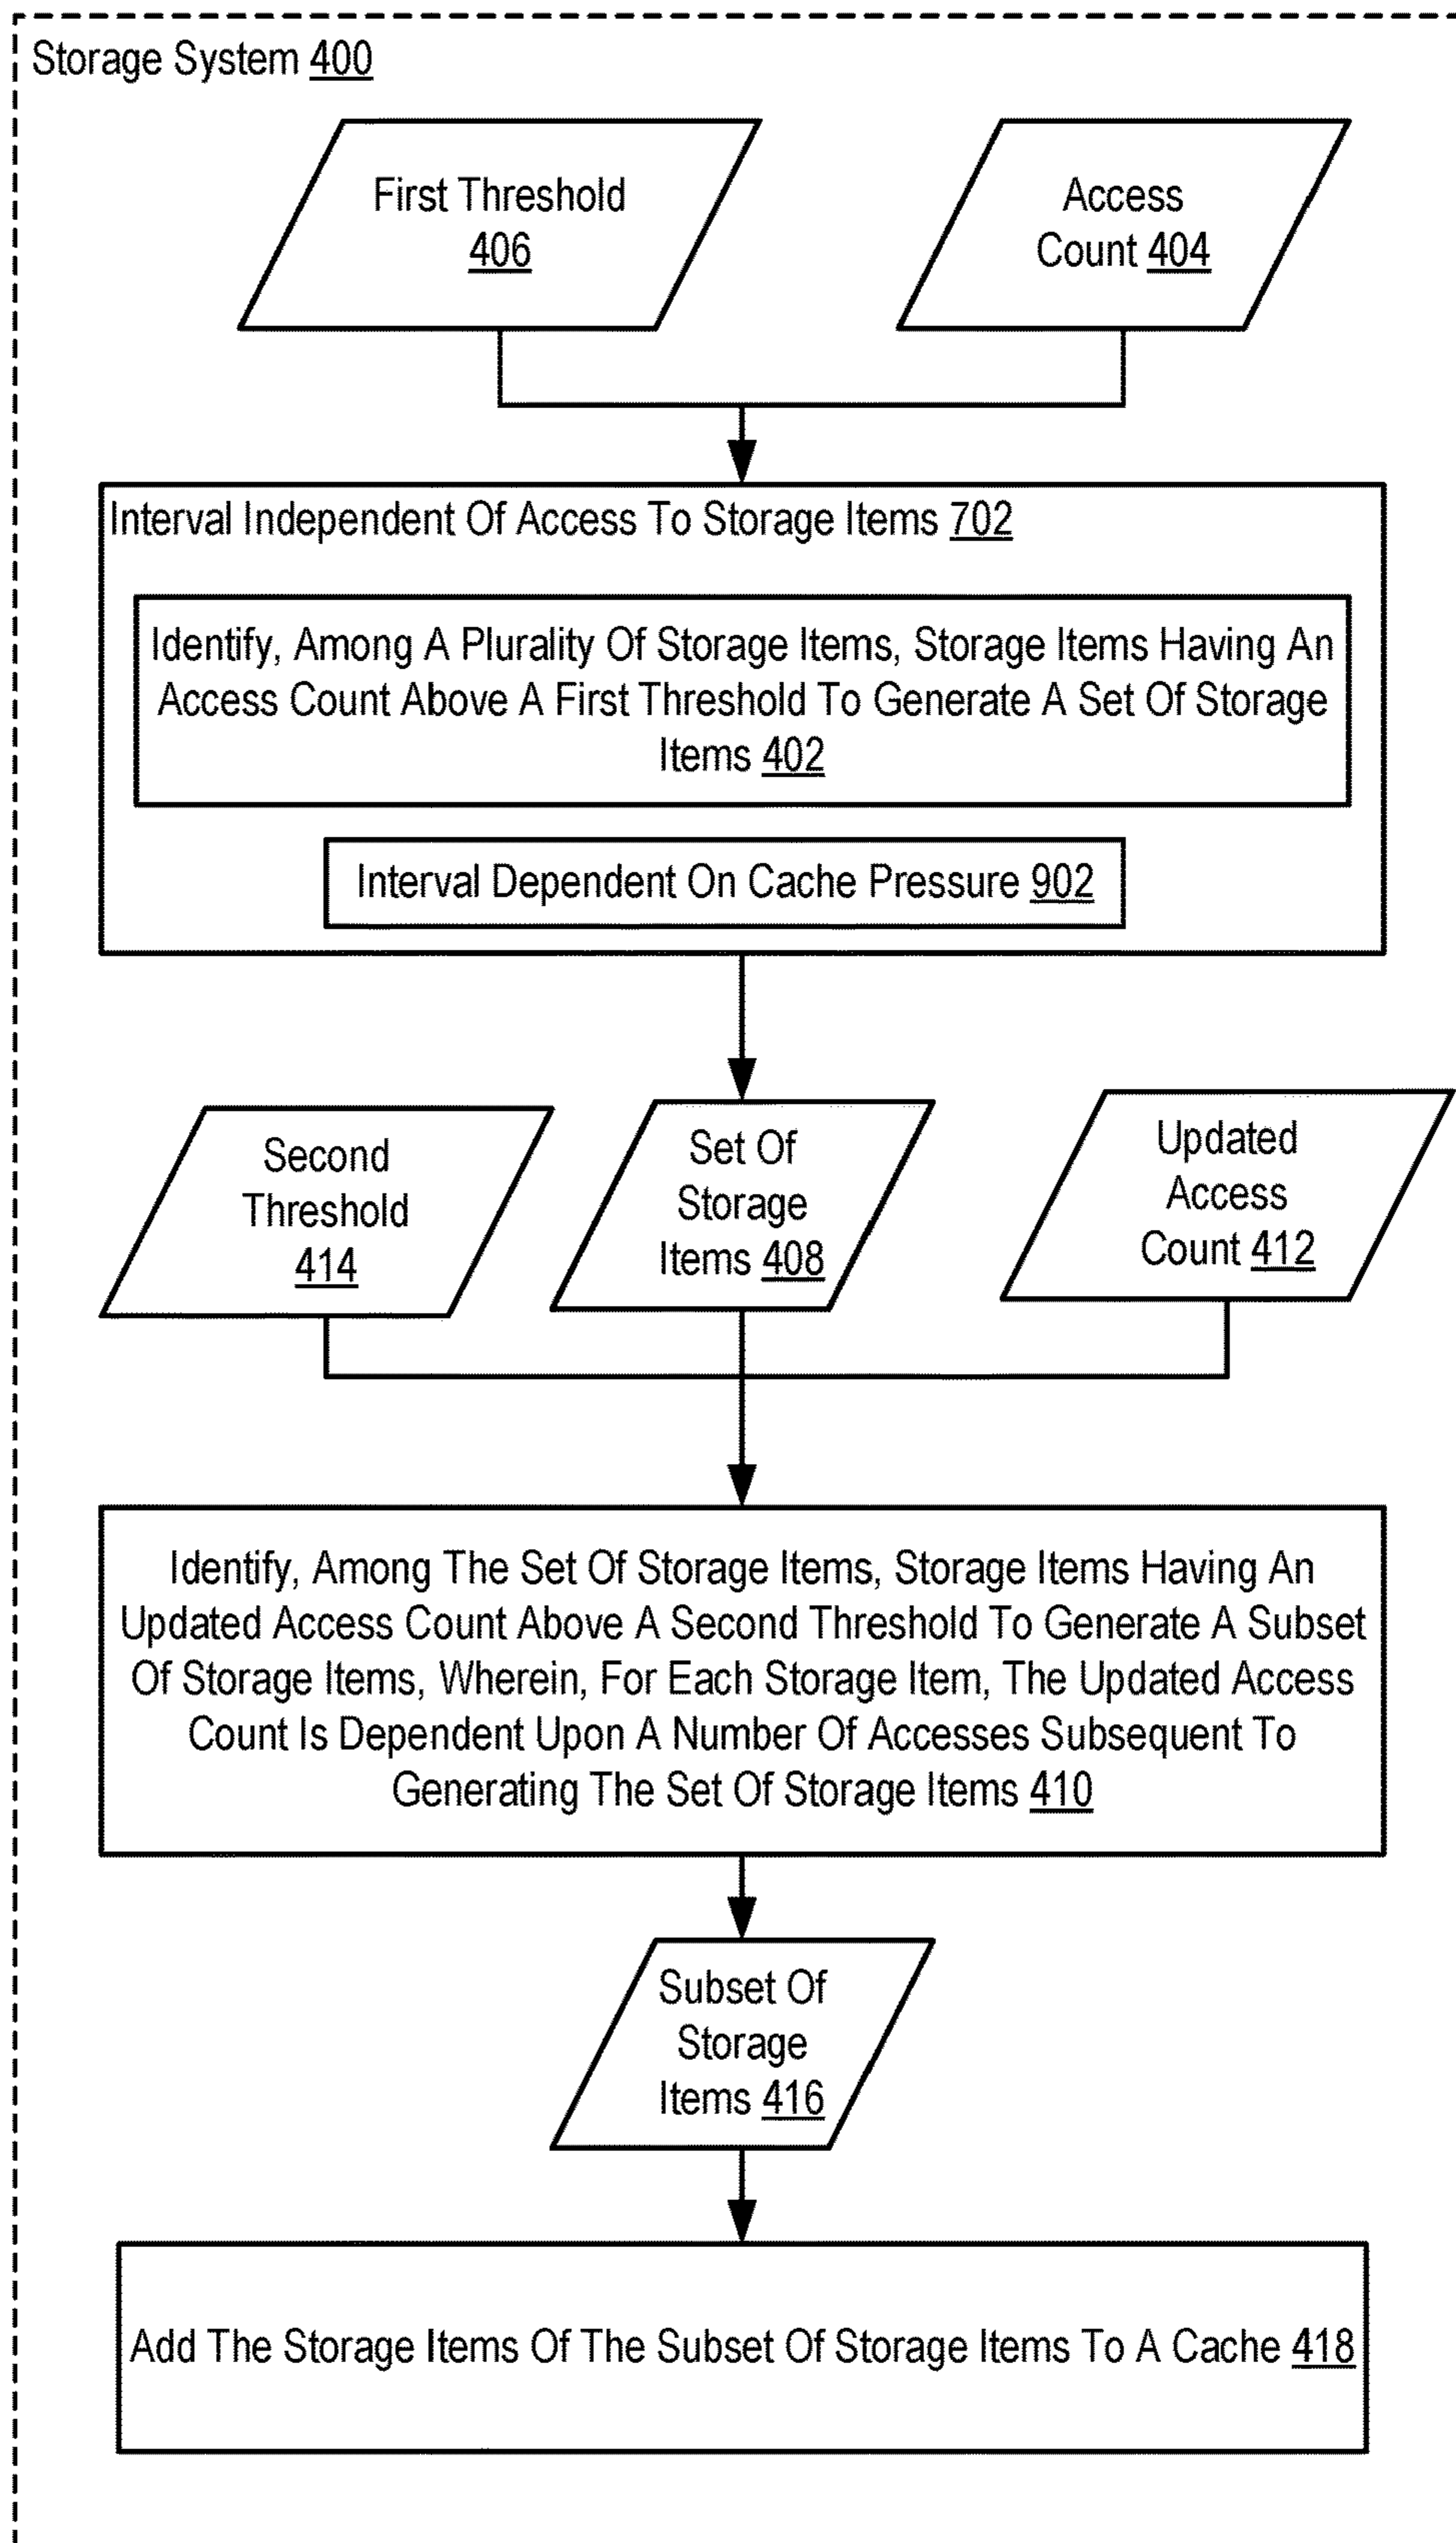 Storage System 400
First Threshold
406
Access
Count 404
Interval Independent Of Access To Storage Items 702
Identify, Among A Plurality Of Storage Items, Storage Items Having An
Access Count Above A First Threshold To Generate A Set Of Storage
Items 402
Interval Dependent On Cache Pressure 902
Second
Threshold
414
Set Of
Storage
Items 408
Updated
Access
Count 412
Identify, Among The Set Of Storage Items, Storage Items Having An
Updated Access Count Above A Second Threshold To Generate A Subset
Of Storage Items, Wherein, For Each Storage Item, The Updated Access
Count Is Dependent Upon A Number Of Accesses Subsequent To
Generating The Set Of Storage Items 410
Subset Of
Storage
Items 416
Add The Storage Items Of The Subset Of Storage Items To A Cache 418